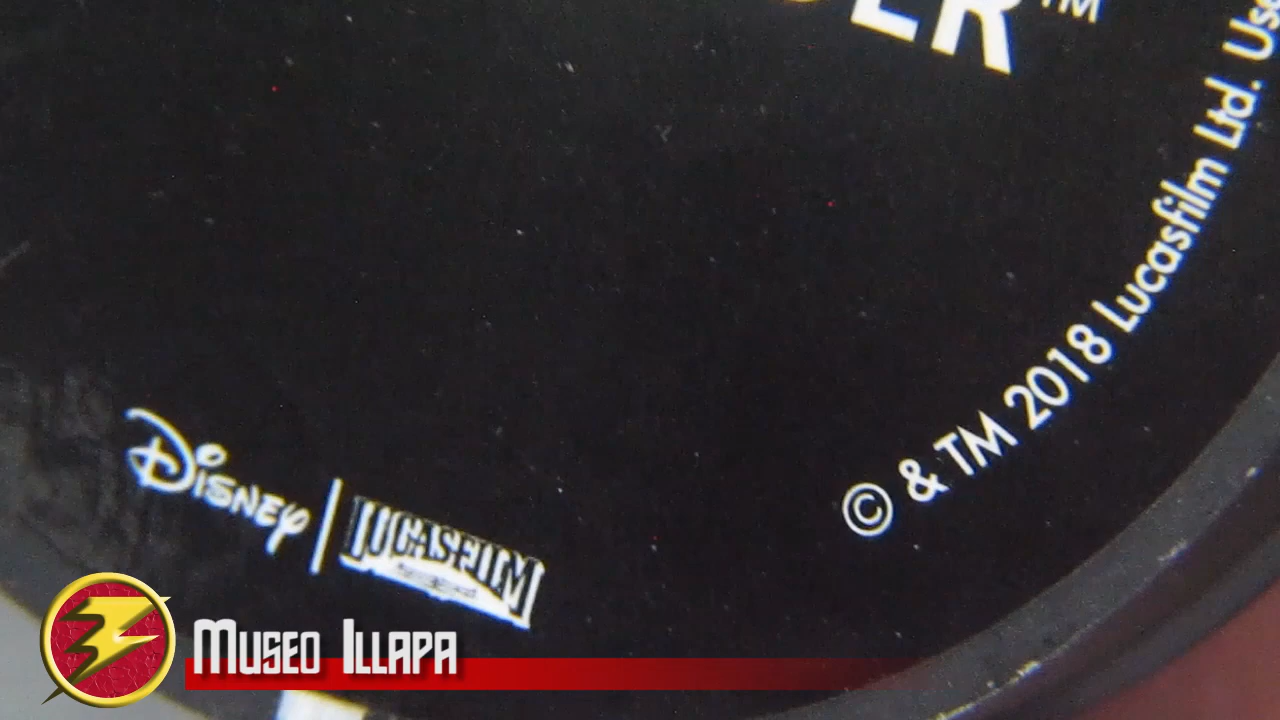 ER™
© & TM 2018 Lucasfilm Ltd. Use
Disney | LUCASFILM
Museo Illapa